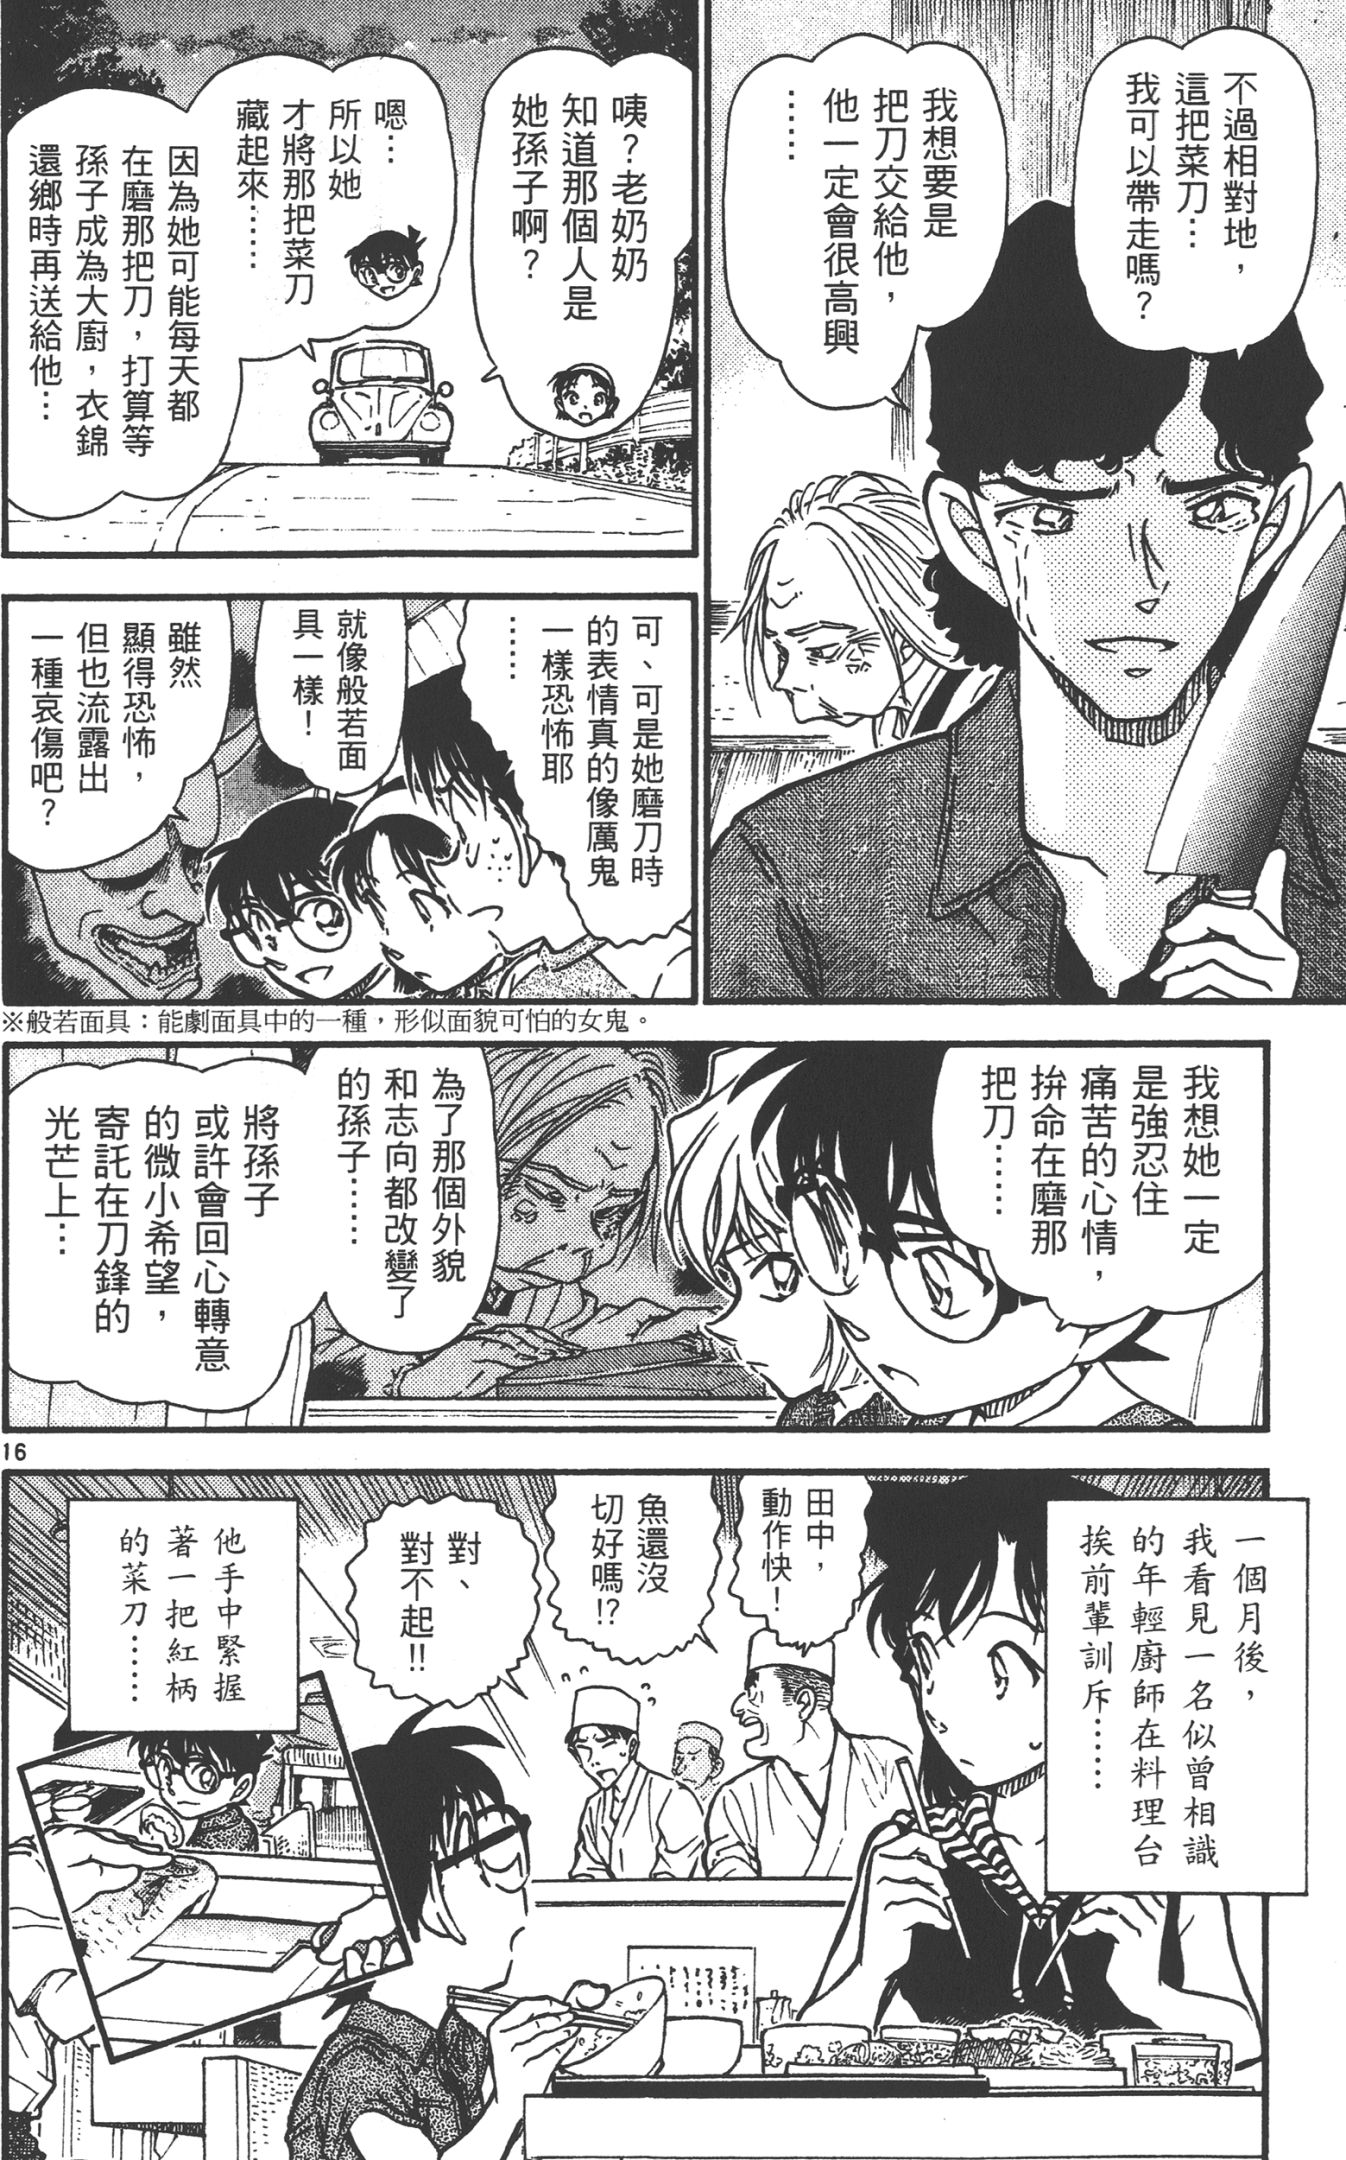 不過相對地，
這把菜刀…
我可以帶走嗎？
我想要是
把刀交給他，
他一定會很高興
……
咦？老奶奶
知道那個人是
她孫子啊？
嗯…
所以她
才將那把菜刀
藏起來……
因為她可能每天都
在磨那把刀，打算等
孫子成為大廚，衣錦
還鄉時再送給他…
可、可是她磨刀時
的表情真的像厲鬼
一樣恐怖耶
……
就像般若面
具一樣！
雖然
顯得恐怖，
但也流露出
一種哀傷吧？
※般若面具：能劇面具中的一種，形似面貌可怕的女鬼。
我想她一定
是強忍住
痛苦的心情，
拚命在磨那
把刀……
為了那個外貌
和志向都改變了
的孫子……
將孫子
或許會回心轉意
的微小希望，
寄託在刀鋒的
光芒上…
16
一個月後，
我看見一名似曾相識
的年輕廚師在料理台
挨前輩訓斥……
田中，
動作快！
魚還沒
切好嗎!?
對、
對不起!!
他手中緊握
著一把紅柄
的菜刀……